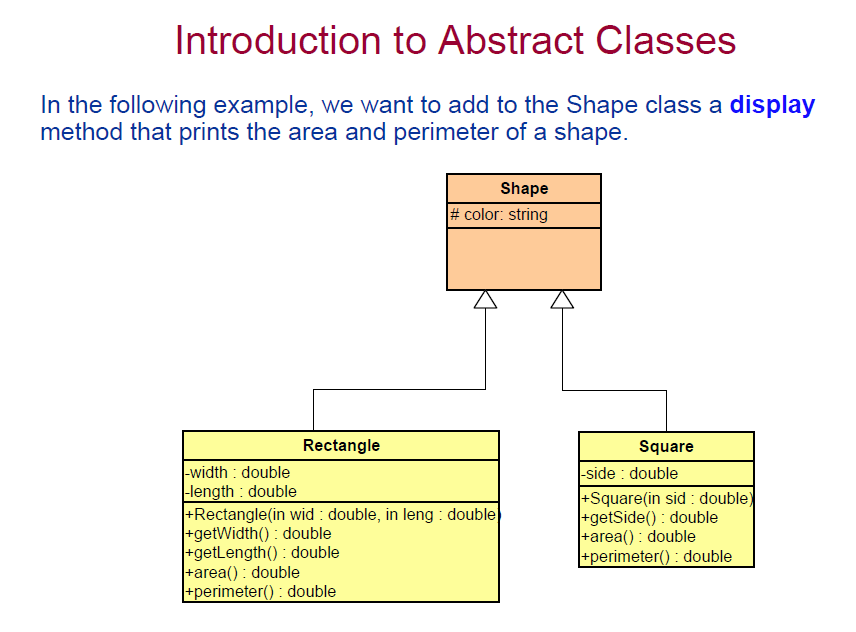 Introduction to Abstract Classes
In the following example, we want to add to the Shape class a display
method that prints the area and perimeter of a shape.
Shape
# color: string
Rectangle
-width : double
-length : double
+Rectangle(in wid : double, in leng : double)
+getWidth() : double
+getLength() : double
+area() : double
+perimeter() : double
Square
-side : double
+Square(in sid : double)
+getSide() : double
+area() : double
+perimeter() : double